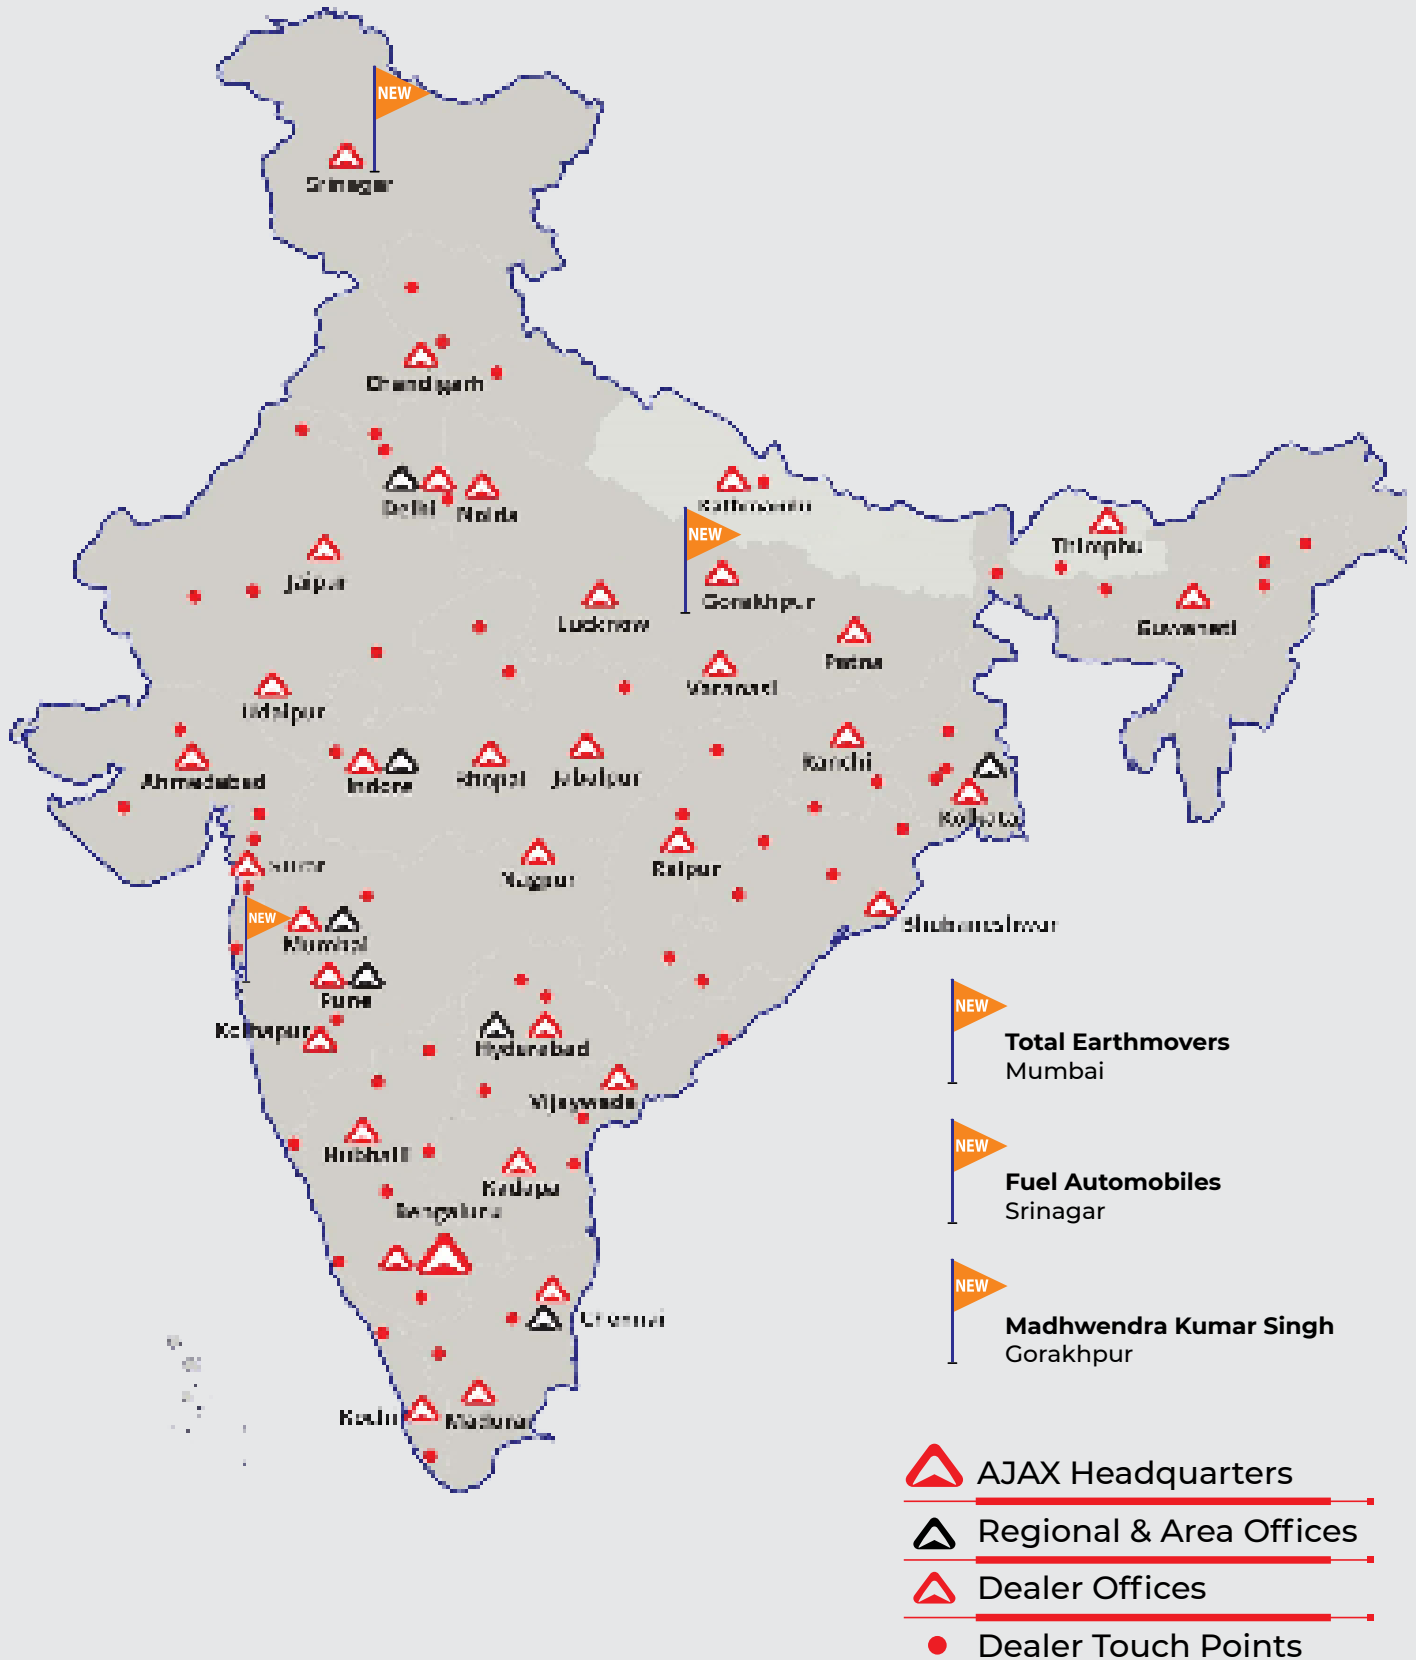 NEW
Srinagar
Chandigarh
Delhi
Noida
Kathmandu
NEW
Thimphu
Jaipur
Gorakhpur
Lucknow
Guwahati
Patna
Varanasi
Udaipur
Ranchi
Ahmedabad
Indore
Bhopal
Jabalpur
Kolkata
Surat
Nagpur
Raipur
NEW
Mumbai
Bhubaneshwar
Pune
Kolhapur
Hyderabad
Vijaywada
Hubhalli
Kadapa
Bengaluru
Chennai
Kochi
Madurai
NEW
Total Earthmovers
Mumbai
NEW
Fuel Automobiles
Srinagar
NEW
Madhwendra Kumar Singh
Gorakhpur
AJAX Headquarters
Regional & Area Offices
Dealer Offices
Dealer Touch Points